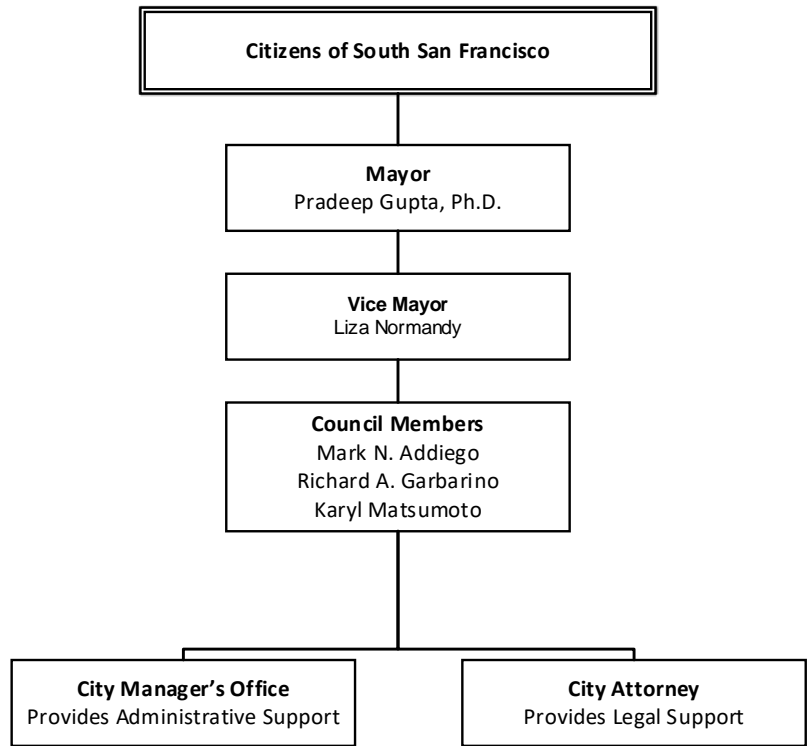 Citizens of South San Francisco
Mayor
Pradeep Gupta, Ph.D.
Vice Mayor
Liza Normandy
Council Members
Mark N. Addiego
Richard A. Garbarino
Karyl Matsumoto
City Manager’s Office
Provides Administrative Support
City Attorney
Provides Legal Support